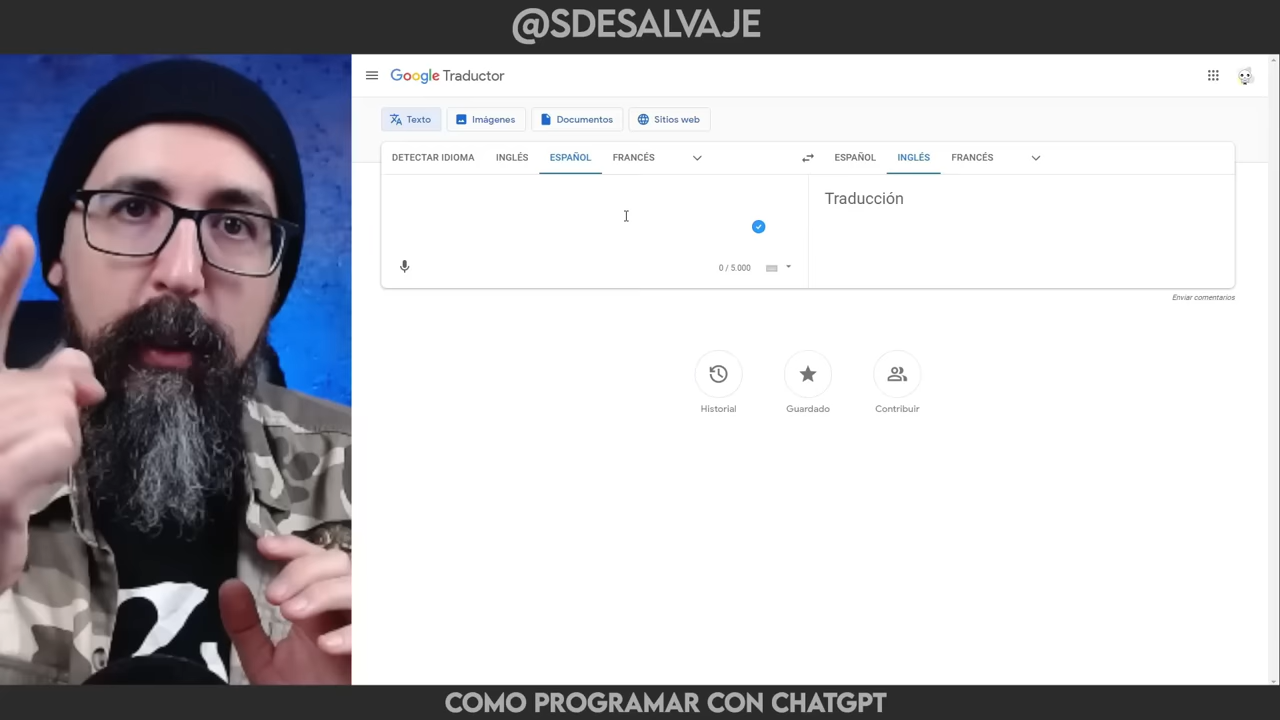 @SDESALVAJE
Google Traductor
Texto
Imágenes
Documentos
Sitios web
DETECTAR IDIOMA INGLÉS ESPAÑOL FRANCÉS
ESPAÑOL INGLÉS FRANCÉS
Traducción
0 / 5.000
Enviar comentarios
Historial
Guardado
Contribuir
COMO PROGRAMAR CON CHATGPT